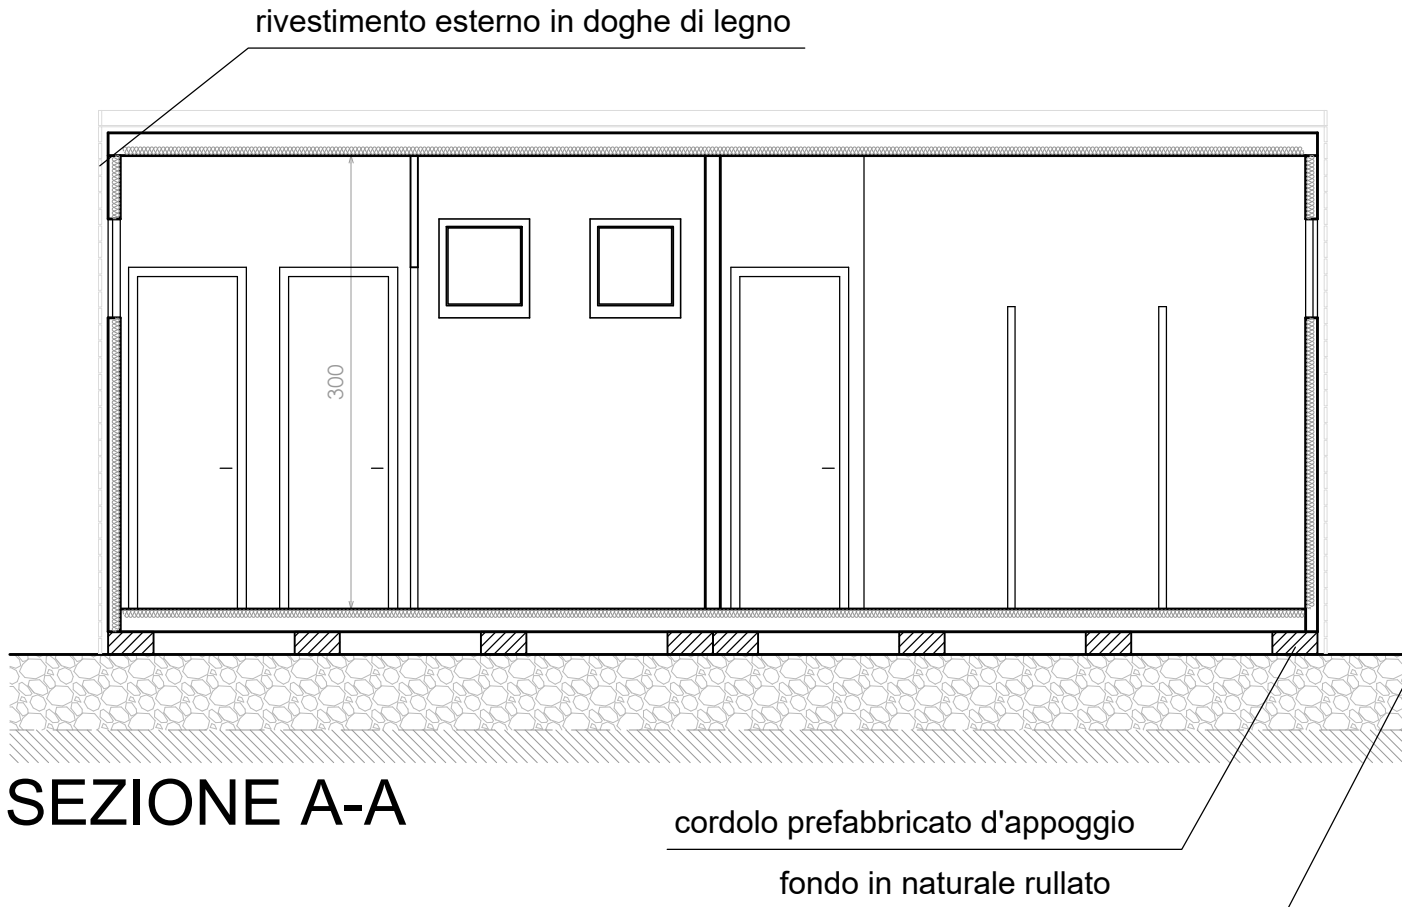 rivestimento esterno in doghe di legno
300
SEZIONE A-A
cordolo prefabbricato d'appoggio
fondo in naturale rullato